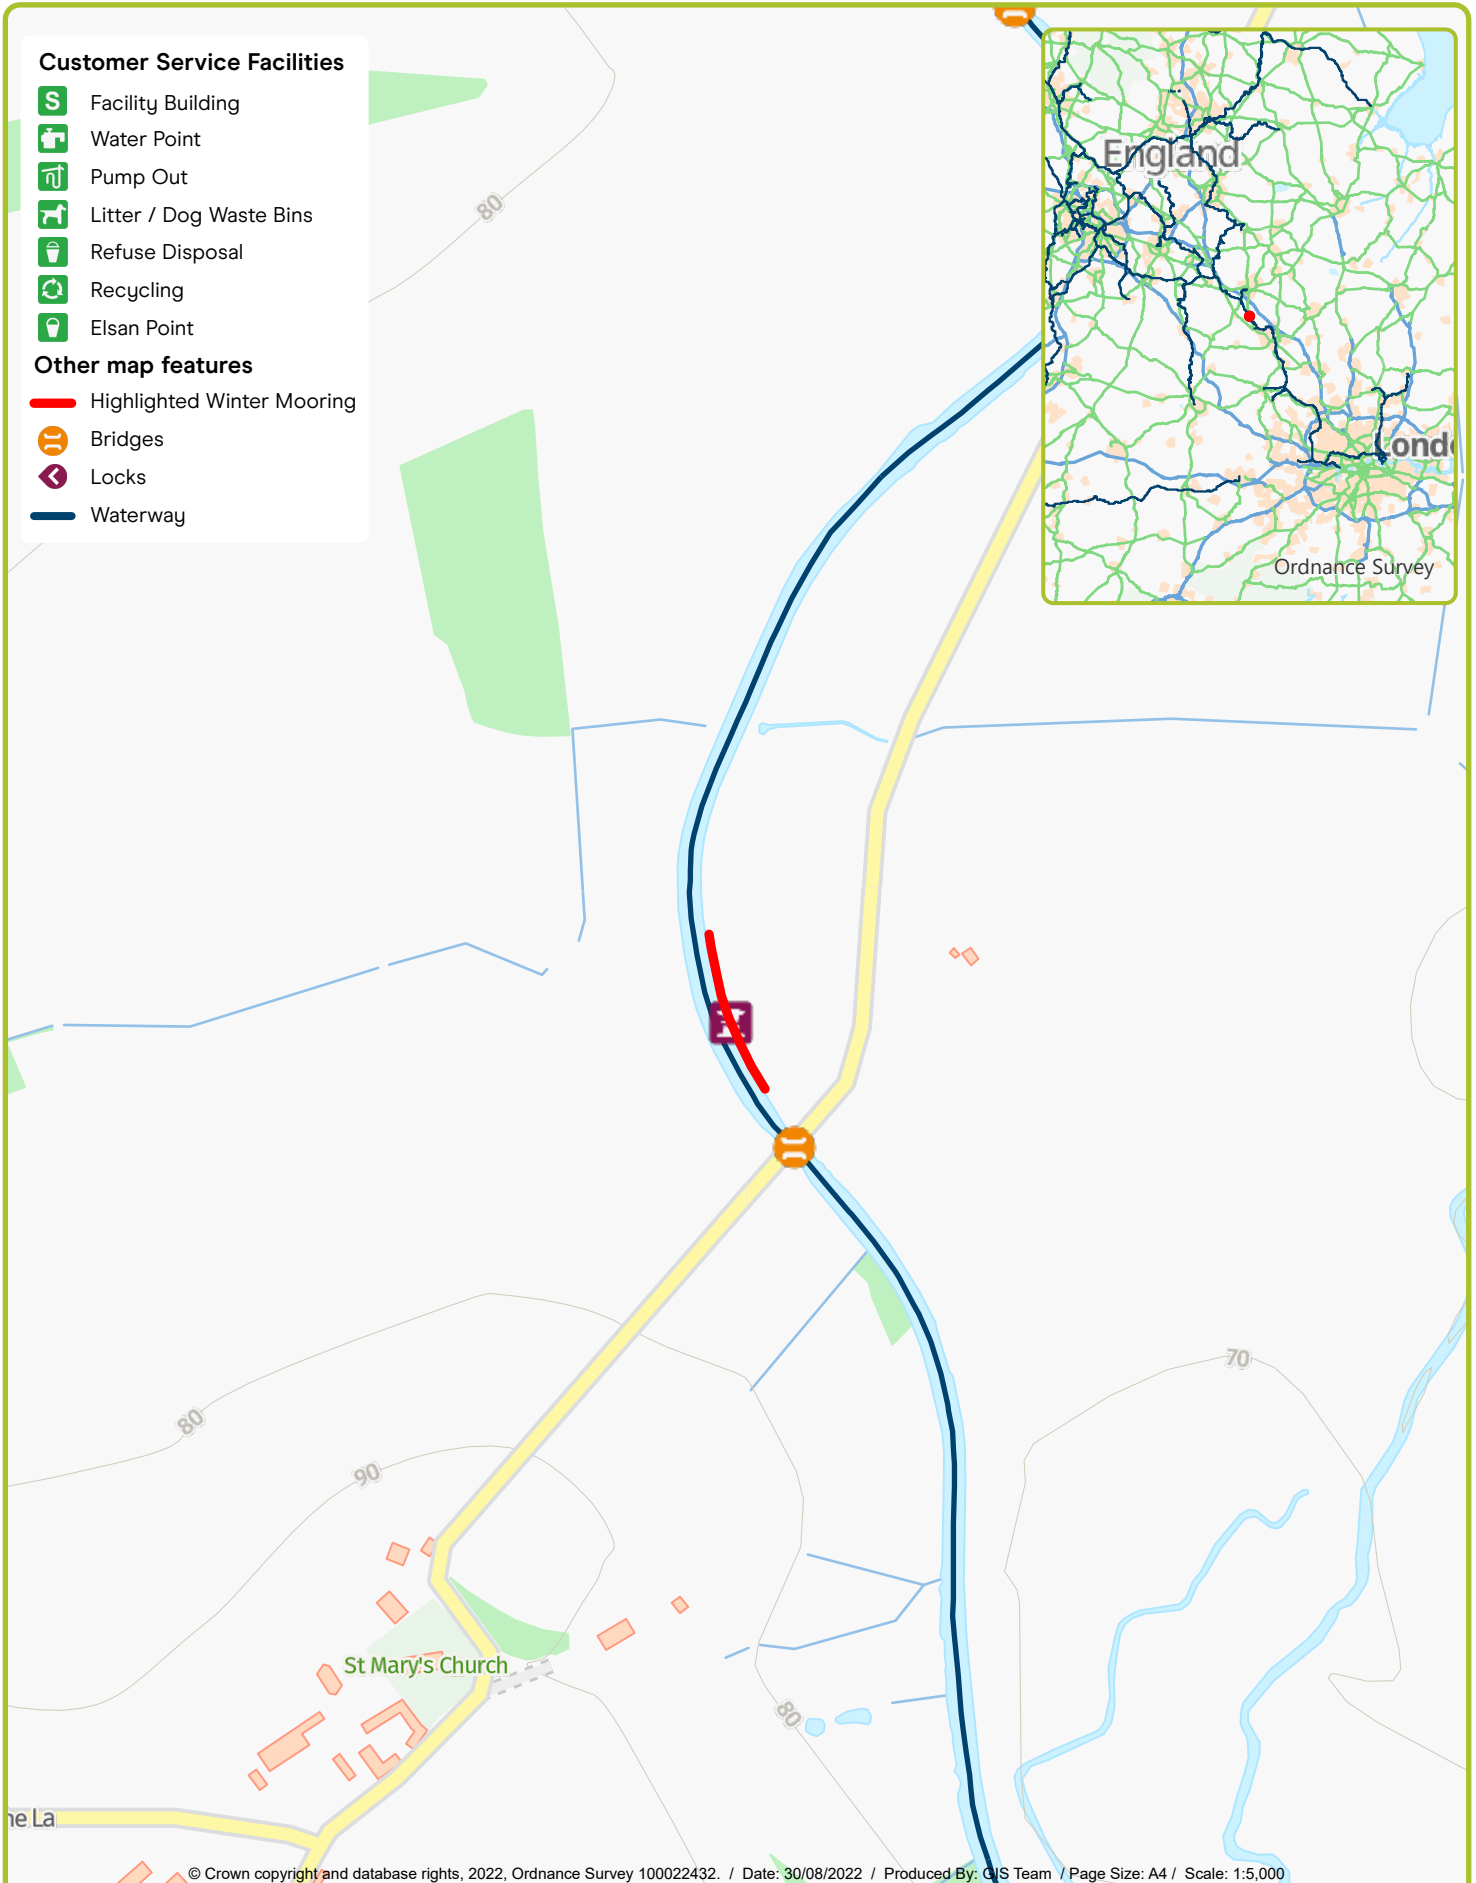 Customer Service Facilities
S Facility Building
Water Point
Pump Out
Litter / Dog Waste Bins
Refuse Disposal
Recycling
Elsan Point
Other map features
Highlighted Winter Mooring
Bridges
Locks
Waterway
England
Lond
Ordnance Survey
80
70
80
90
St Mary's Church
80
ne La
© Crown copyright and database rights, 2022, Ordnance Survey 100022432. / Date: 30/08/2022 / Produced By: GIS Team / Page Size: A4 / Scale: 1:5,000